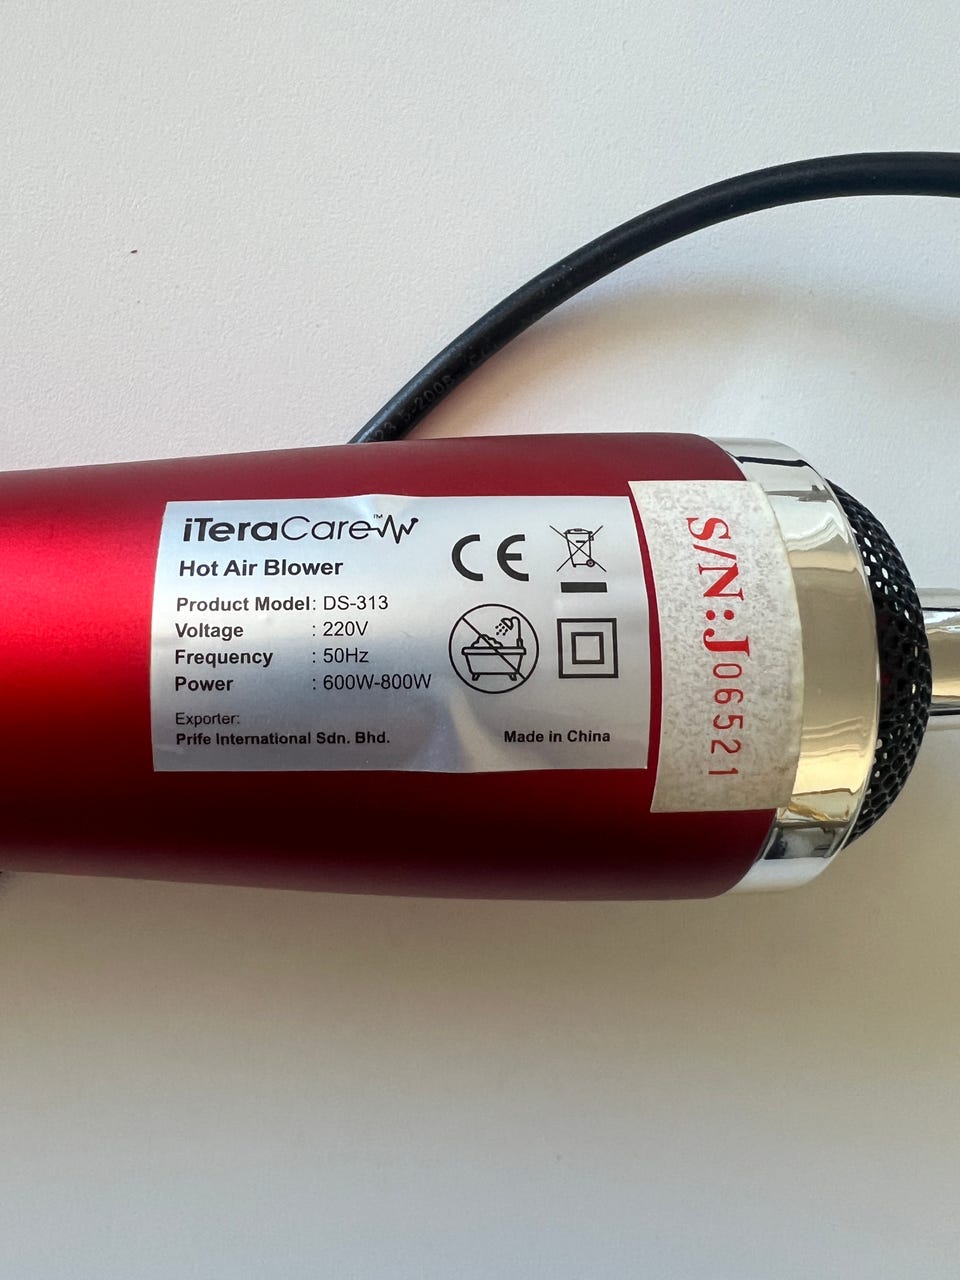 iTeraCare™
Hot Air Blower
Product Model: DS-313
Voltage : 220V
Frequency : 50Hz
Power : 600W-800W
Exporter:
Prife International Sdn. Bhd.
Made in China
CE
S/N:J06521